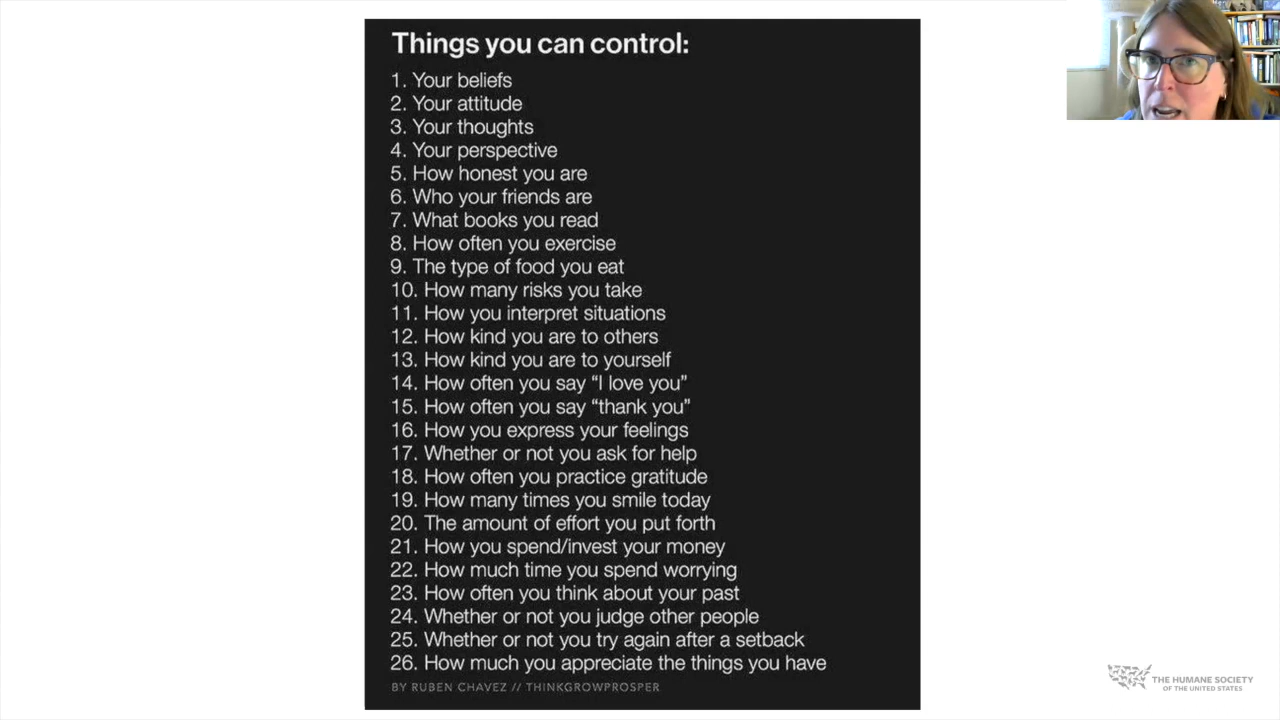 Things you can control:
1. Your beliefs
2. Your attitude
3. Your thoughts
4. Your perspective
5. How honest you are
6. Who your friends are
7. What books you read
8. How often you exercise
9. The type of food you eat
10. How many risks you take
11. How you interpret situations
12. How kind you are to others
13. How kind you are to yourself
14. How often you say “I love you”
15. How often you say “thank you”
16. How you express your feelings
17. Whether or not you ask for help
18. How often you practice gratitude
19. How many times you smile today
20. The amount of effort you put forth
21. How you spend/invest your money
22. How much time you spend worrying
23. How often you think about your past
24. Whether or not you judge other people
25. Whether or not you try again after a setback
26. How much you appreciate the things you have
BY RUBEN CHAVEZ // THINKGROWPROSPER
THE HUMANE SOCIETY
OF THE UNITED STATES